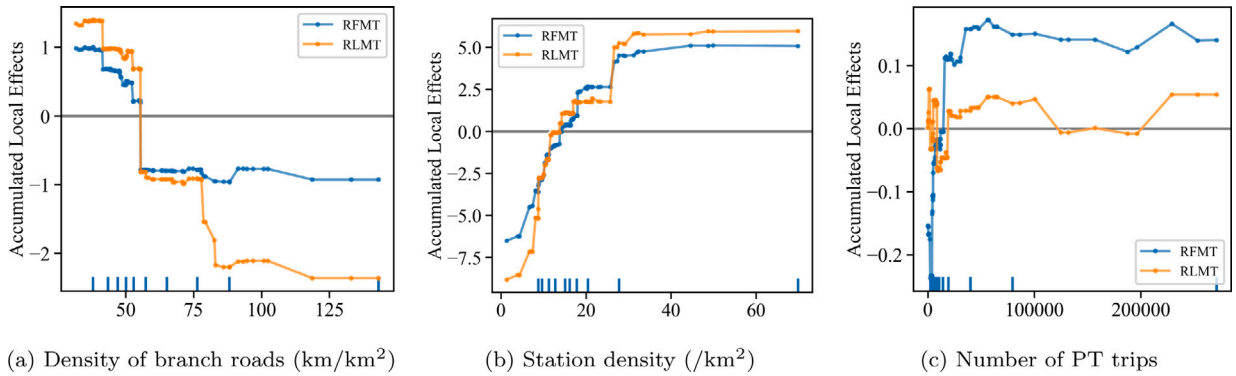 Accumulated Local Effects
1
0
−1
−2
50
75
100
125
RFMT
RLMT
(a) Density of branch roads (km/km²)
Accumulated Local Effects
5.0
2.5
0.0
−2.5
−5.0
−7.5
0
20
40
60
RFMT
RLMT
(b) Station density (/km²)
Accumulated Local Effects
0.1
0.0
−0.1
−0.2
0
100000
200000
RFMT
RLMT
(c) Number of PT trips